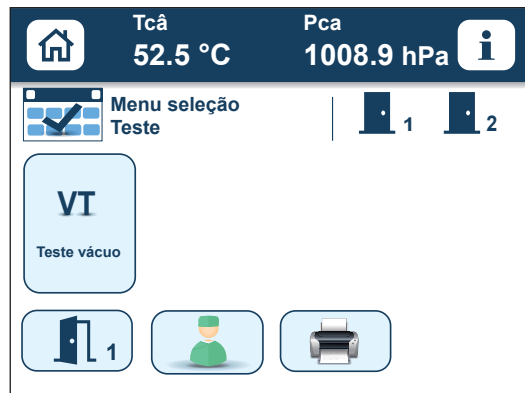 Tcâ
Pca
52.5 °C
1008.9 hPa
i
Menu seleção
Teste
1
2
VT
Teste vácuo
1